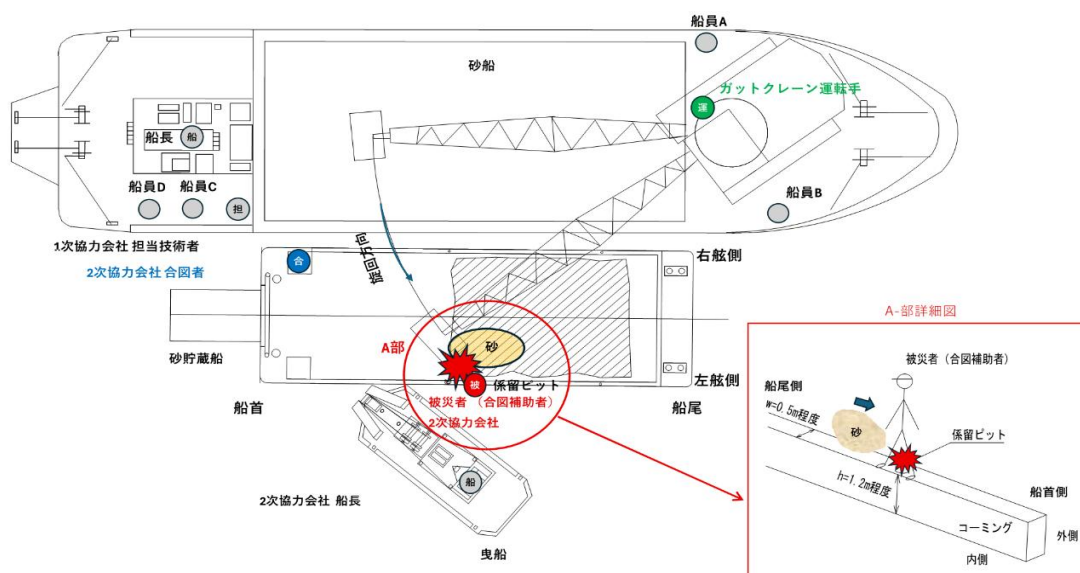 船員A
砂船
ガットクレーン運転手
運
船長
船
船員D
船員C
担
船員B
1次協力会社 担当技術者
2次協力会社 合図者
合
旋回方向
右舷側
A部
砂
砂貯蔵船
被
係留ビット
左舷側
被災者 (合図補助者)
2次協力会社
船首
船尾
船
2次協力会社 船長
曳船
A-部詳細図
被災者(合図補助者)
船尾側
w=0.5m程度
砂
係留ビット
h=1.2m程度
船首側
コーミング
外側
内側